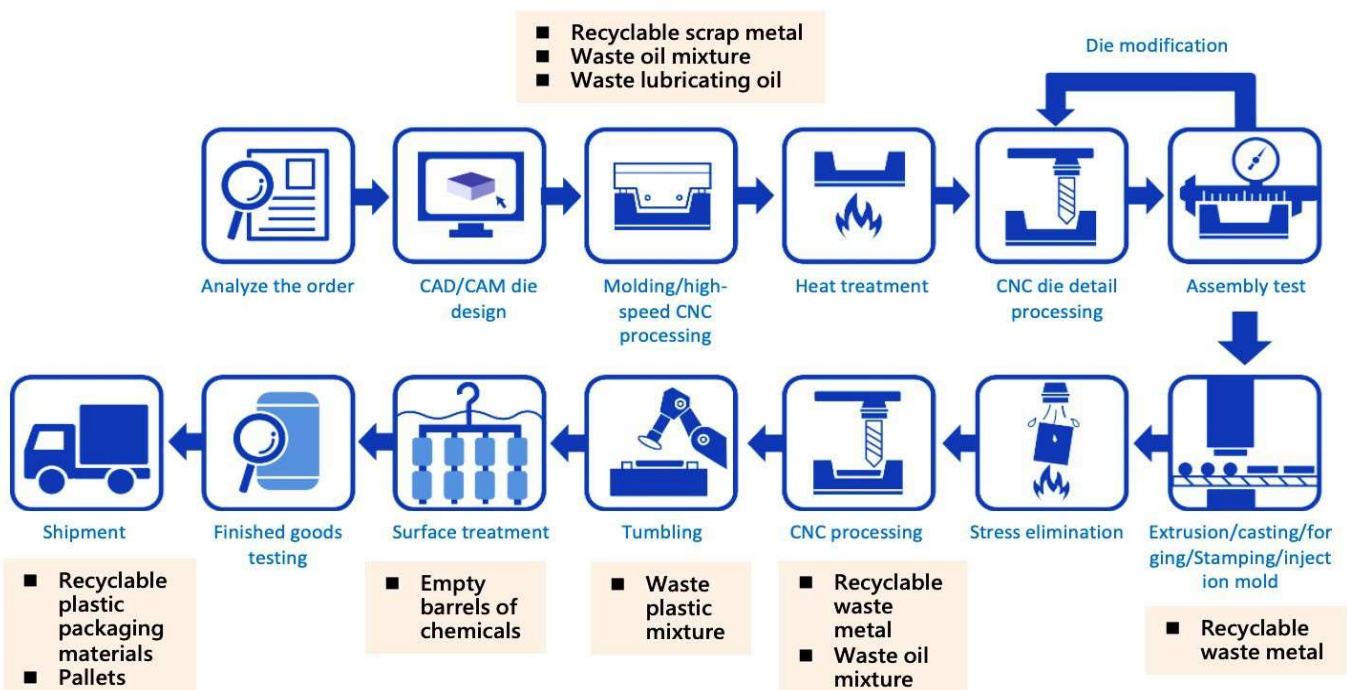 ■ Recyclable scrap metal
■ Waste oil mixture
■ Waste lubricating oil
Die modification
Analyze the order
CAD/CAM die
design
Molding/high-
speed CNC
processing
Heat treatment
CNC die detail
processing
Assembly test
Shipment
Finished goods
testing
Surface treatment
Tumbling
CNC processing
Stress elimination
Extrusion/casting/for
ging/Stamping/inject
ion mold
■ Recyclable
plastic
packaging
materials
■ Pallets
■ Empty
barrels of
chemicals
■ Waste
plastic
mixture
■ Recyclable
waste
metal
■ Waste oil
mixture
■ Recyclable
waste metal